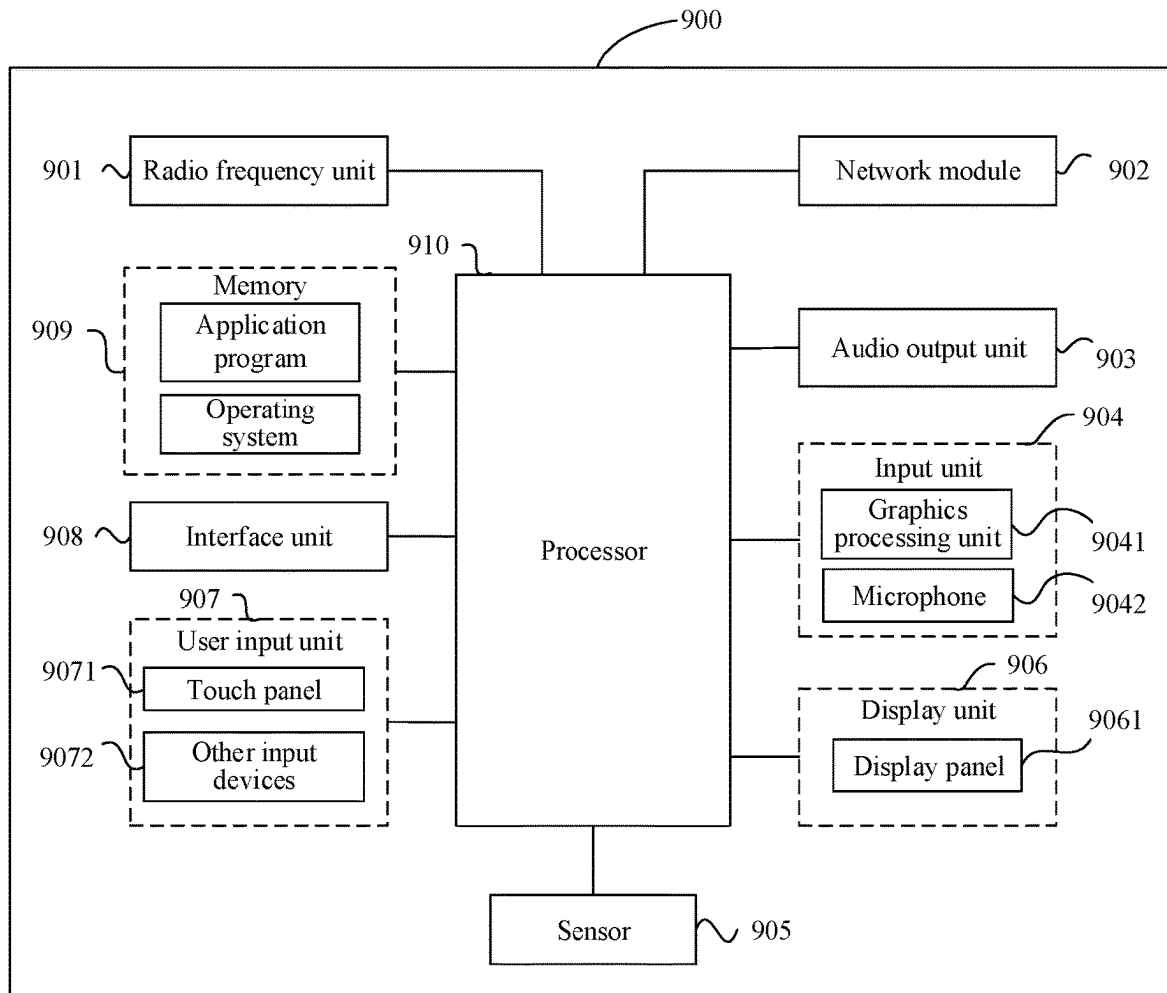 900
901
Radio frequency unit
Network module
902
910
Memory
909
Application
program
Operating
system
Audio output unit
903
904
Input unit
Graphics
processing unit
9041
Microphone
9042
908
Interface unit
Processor
907
User input unit
9071
Touch panel
9072
Other input
devices
906
Display unit
9061
Display panel
Sensor
905